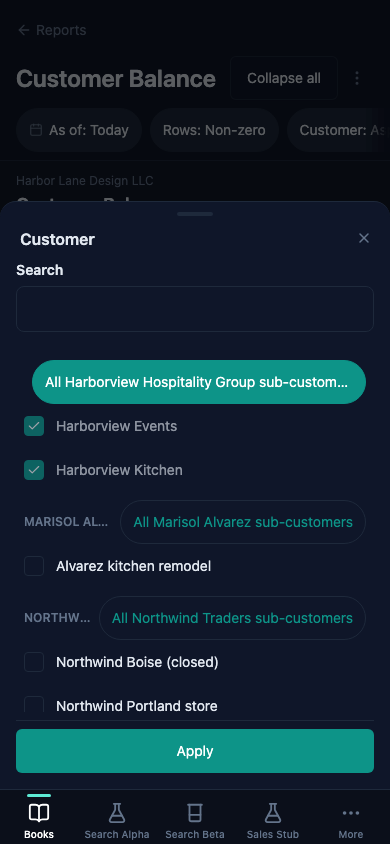 Reports
Customer Balance
Collapse all
As of: Today
Rows: Non-zero
Customer: As
Harbor Lane Design LLC
Customer
Search
All Harborview Hospitality Group sub-custom...
Harborview Events
Harborview Kitchen
MARISOL AL...
All Marisol Alvarez sub-customers
Alvarez kitchen remodel
NORTHW...
All Northwind Traders sub-customers
Northwind Boise (closed)
Northwind Portland store
Apply
Books
Search Alpha
Search Beta
Sales Stub
More